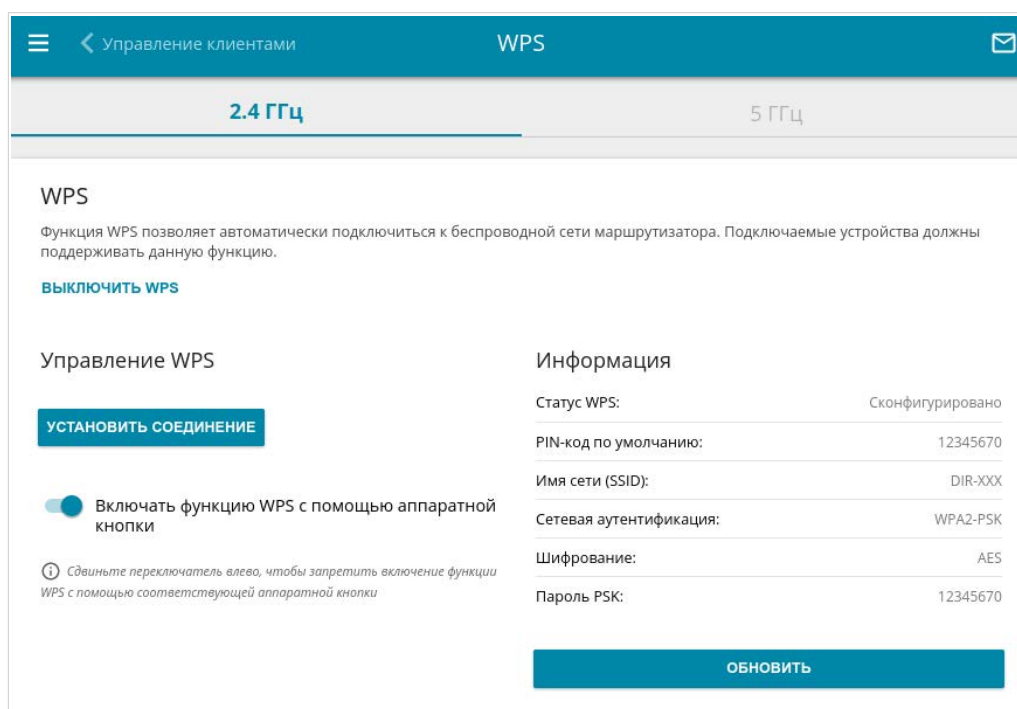 Управление клиентами
WPS
2.4 ГГц
5 ГГц
WPS
Функция WPS позволяет автоматически подключиться к беспроводной сети маршрутизатора. Подключаемые устройства должны
поддерживать данную функцию.
ВЫКЛЮЧИТЬ WPS
Управление WPS
УСТАНОВИТЬ СОЕДИНЕНИЕ
Включать функцию WPS с помощью аппаратной
кнопки
Сдвиньте переключатель влево, чтобы запретить включение функции
WPS с помощью соответствующей аппаратной кнопки
Информация
Статус WPS: Сконфигурировано
PIN-код по умолчанию: 12345670
Имя сети (SSID): DIR-XXX
Сетевая аутентификация: WPA2-PSK
Шифрование: AES
Пароль PSK: 12345670
ОБНОВИТЬ